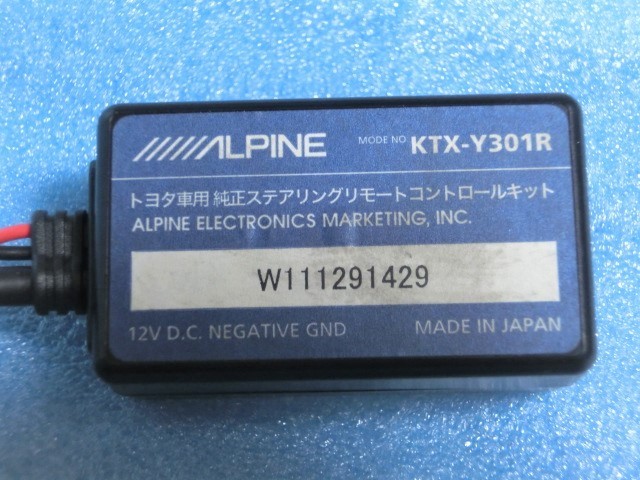 ALPINE MODE NO KTX-Y301R
トヨタ車用 純正ステアリングリモートコントロールキット
ALPINE ELECTRONICS MARKETING, INC.
W111291429
12V D.C. NEGATIVE GND MADE IN JAPAN